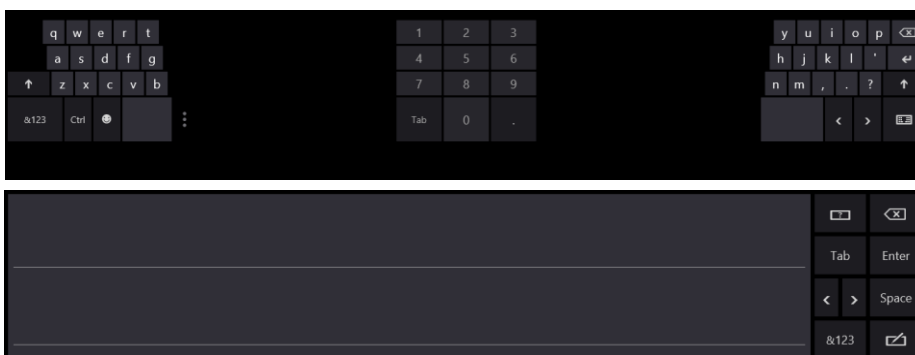 q w e r t 1 2 3 y u i o p
a s d f g 4 5 6 h j k l '
z x c v b 7 8 9 n m , . ?
&123 Ctrl Tab 0 . < >
?
Tab Enter
< > Space
&123